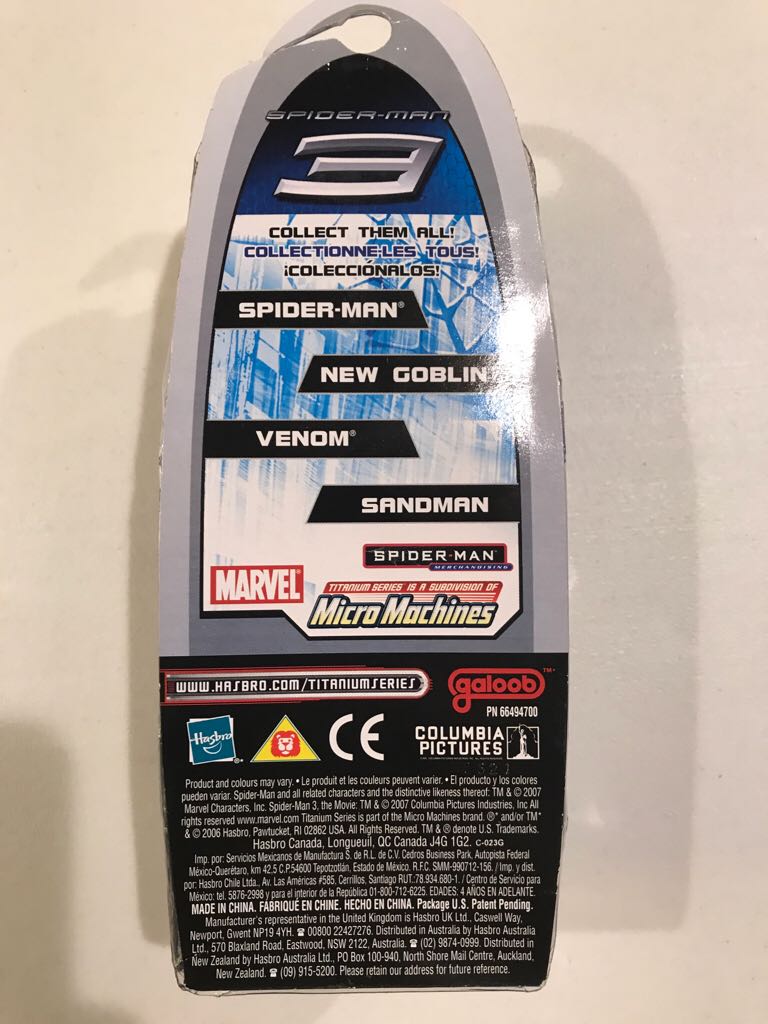 SPIDER-MAN
3
COLLECT THEM ALL!
COLLECTIONNE-LES TOUS!
¡COLECCIÓNALOS!
SPIDER-MAN®
NEW GOBLIN
VENOM®
SANDMAN
SPIDER-MAN
MERCHANDISING
MARVEL
TITANIUM SERIES IS A SUBDIVISION OF
MicroMachines
WWW.HASBRO.COM/TITANIUMSERIES
galoob™
PN 66494700
Hasbro®
CE
COLUMBIA
PICTURES
Product and colours may vary. • Le produit et les couleurs peuvent varier. • El producto y los colores
pueden variar. Spider-Man and all related characters and the distinctive likeness thereof: TM & © 2007
Marvel Characters, Inc. Spider-Man 3, the Movie: TM & © 2007 Columbia Pictures Industries, Inc All
rights reserved www.marvel.com Titanium Series is part of the Micro Machines brand. ®* and/or TM*
& © 2006 Hasbro, Pawtucket, RI 02862 USA. All Rights Reserved. TM & ® denote U.S. Trademarks.
Hasbro Canada, Longueuil, QC Canada J4G 1G2. C-023G
Imp. por: Servicios Mexicanos de Manufactura S. de R.L. de C.V. Cedros Business Park, Autopista Federal
México-Querétaro, km 42.5 C.P.54600 Tepotzotlán, Estado de México. R.F.C. SMM-990712-156. / Imp. y dist.
por: Hasbro Chile Ltda., Av. Las Américas #585, Cerrillos, Santiago RUT:78.934.680-1. / Centro de Servicio para
México: tel. 5876-2998 y para el interior de la República 01-800-712-6225. EDADES: 4 AÑOS EN ADELANTE.
MADE IN CHINA. FABRIQUÉ EN CHINE. HECHO EN CHINA. Package U.S. Patent Pending.
Manufacturer's representative in the United Kingdom is Hasbro UK Ltd., Caswell Way,
Newport, Gwent NP19 4YH. ☎ 00800 22427276. Distributed in Australia by Hasbro Australia
Ltd., 570 Blaxland Road, Eastwood, NSW 2122, Australia. ☎ (02) 9874-0999. Distributed in
New Zealand by Hasbro Australia Ltd., PO Box 100-940, North Shore Mail Centre, Auckland,
New Zealand. ☎ (09) 915-5200. Please retain our address for future reference.